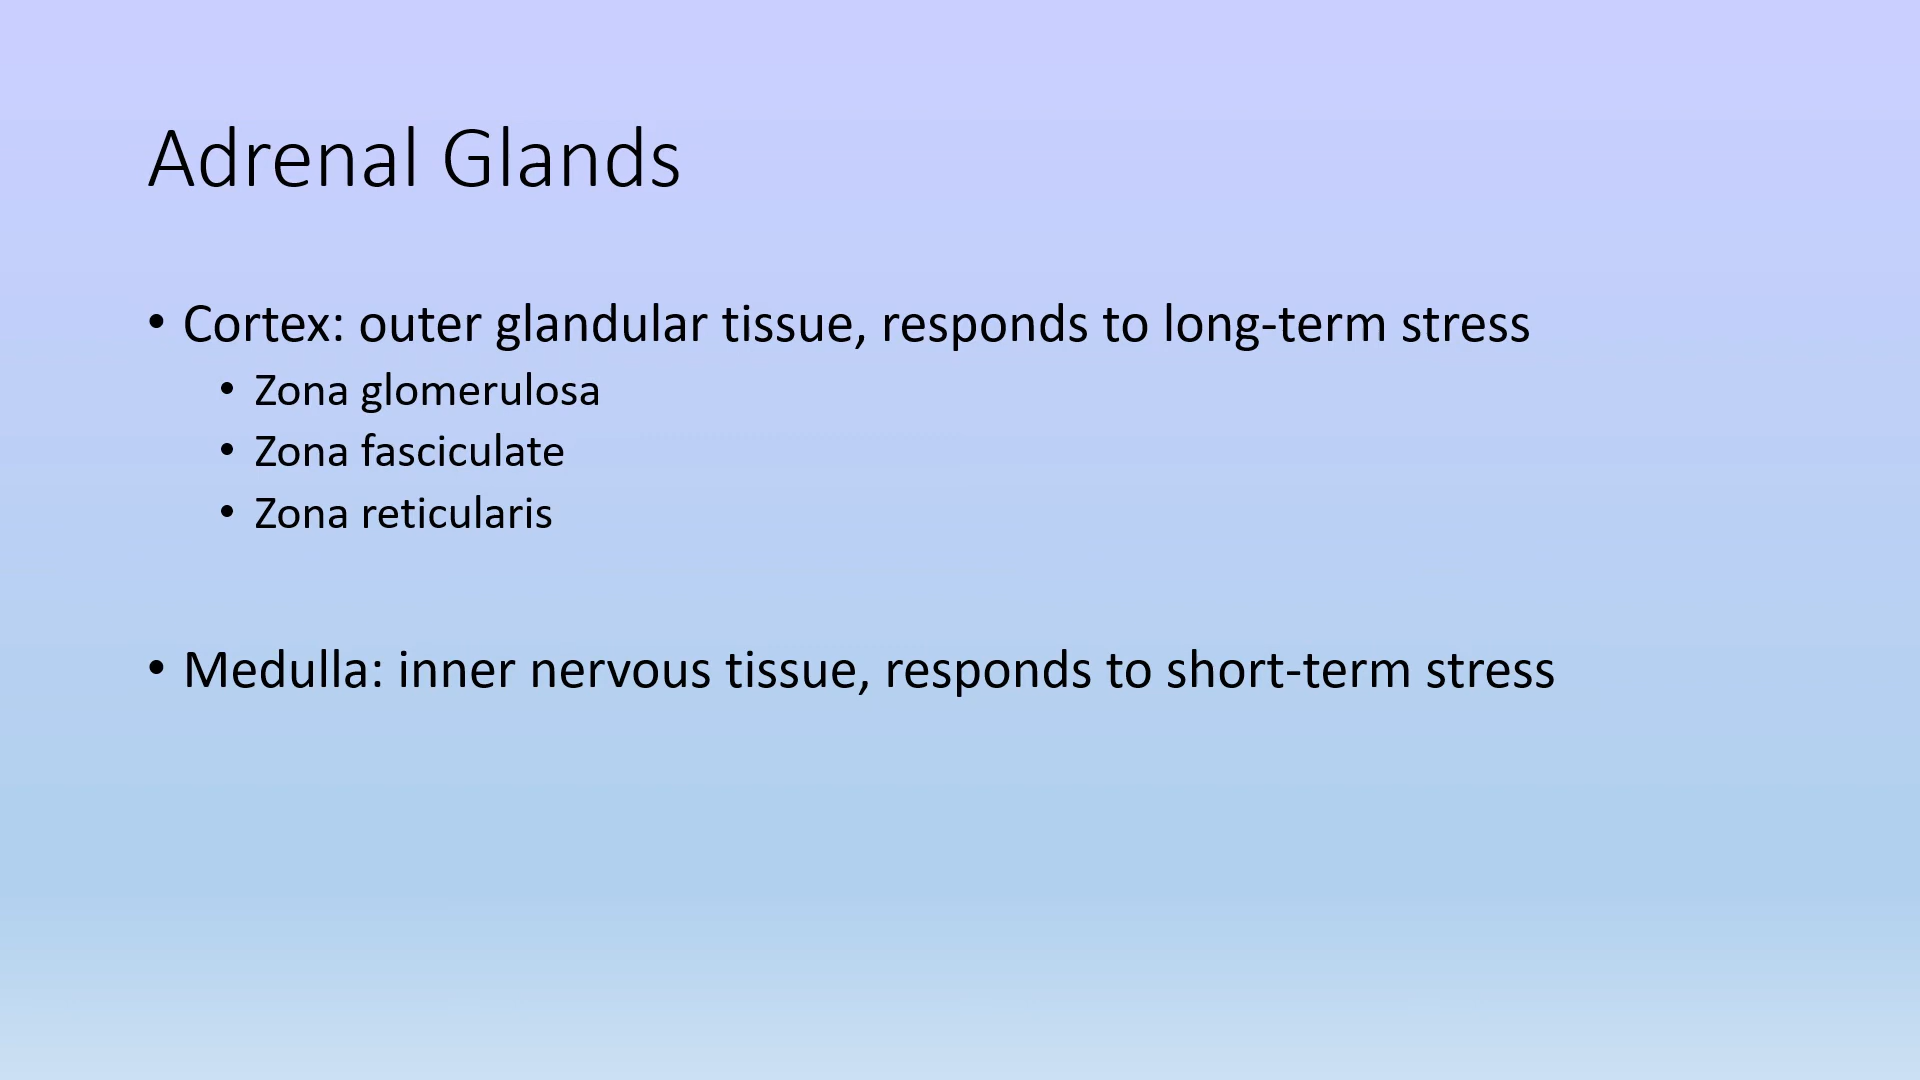 Adrenal Glands
• Cortex: outer glandular tissue, responds to long-term stress
• Zona glomerulosa
• Zona fasciculate
• Zona reticularis
• Medulla: inner nervous tissue, responds to short-term stress